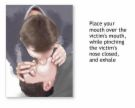 Place your
mouth over the
victim's mouth,
while pinching
the victim's
nose closed,
and exhale